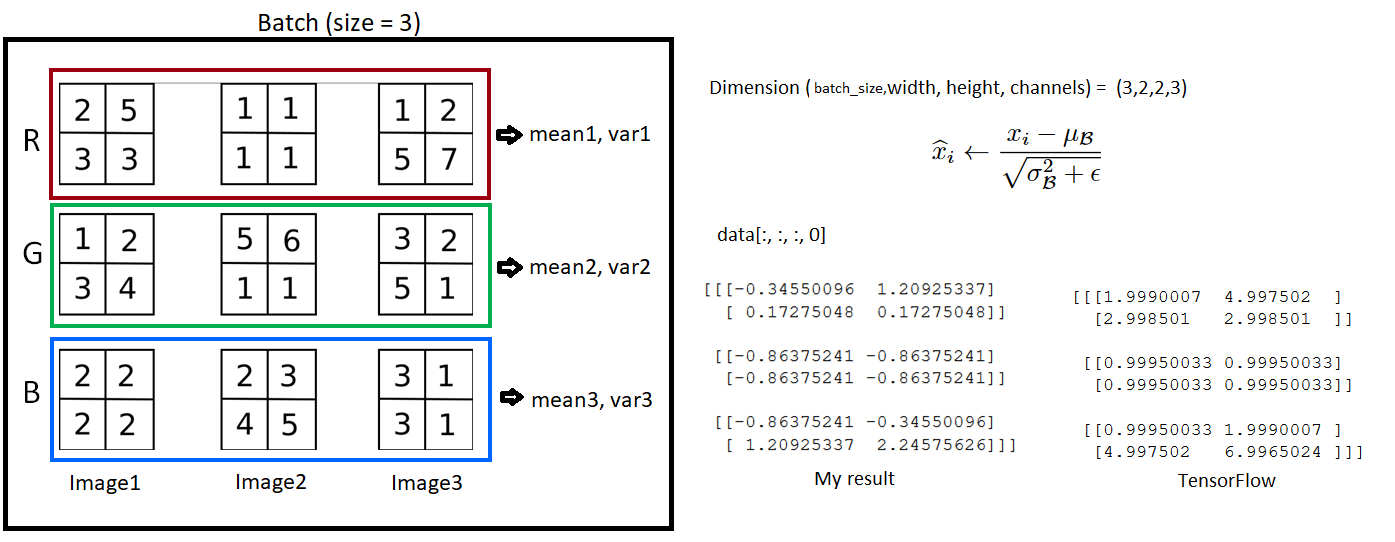 Batch (size = 3)
R
2 5 1 1 1 2
3 3 1 1 5 7
mean1, var1
G
1 2 5 6 3 2
3 4 1 1 5 1
mean2, var2
B
2 2 2 3 3 1
2 2 4 5 3 1
mean3, var3
Image1 Image2 Image3
Dimension ( batch_size,width, height, channels) = (3,2,2,3)
x̂ᵢ ← (xᵢ − μ_ℬ) / √(σ²_ℬ + ϵ)
data[:, :, :, 0]
[[[-0.34550096 1.20925337]
[ 0.17275048 0.17275048]]
[[-0.86375241 -0.86375241]
[-0.86375241 -0.86375241]]
[[-0.86375241 -0.34550096]
[ 1.20925337 2.24575626]]]
My result
[[[1.9990007 4.997502 ]
[2.998501 2.998501 ]]
[[0.99950033 0.99950033]
[0.99950033 0.99950033]]
[[0.99950033 1.9990007 ]
[4.997502 6.9965024 ]]]
TensorFlow